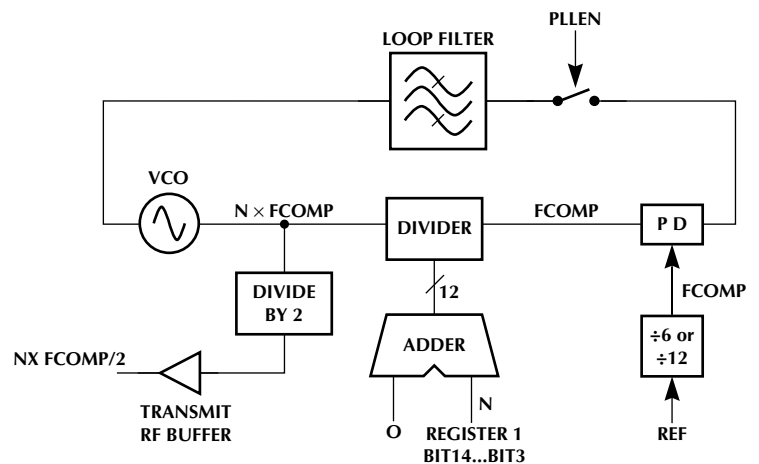 PLLEN
LOOP FILTER
VCO
N × FCOMP
DIVIDER
FCOMP
P D
DIVIDE
BY 2
12
FCOMP
ADDER
÷6 or
÷12
NX FCOMP/2
TRANSMIT
RF BUFFER
O
N
REGISTER 1
BIT14...BIT3
REF